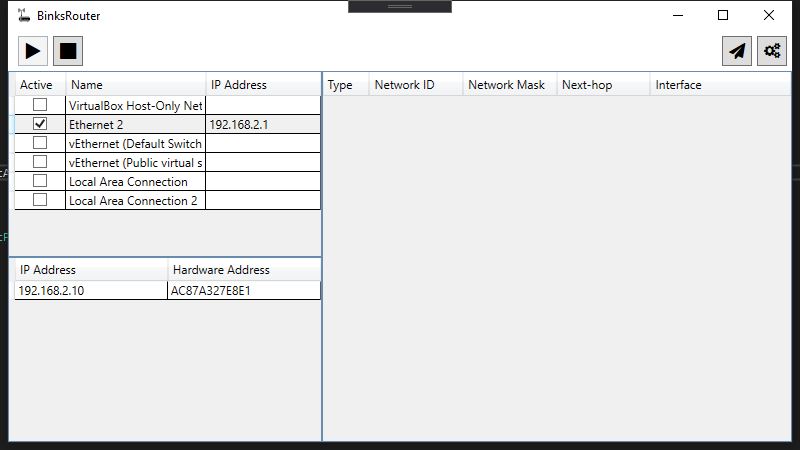 BinksRouter
Active Name IP Address
VirtualBox Host-Only Net
Ethernet 2 192.168.2.1
vEthernet (Default Switch
vEthernet (Public virtual s
Local Area Connection
Local Area Connection 2
IP Address Hardware Address
192.168.2.10 AC87A327E8E1
Type Network ID Network Mask Next-hop Interface